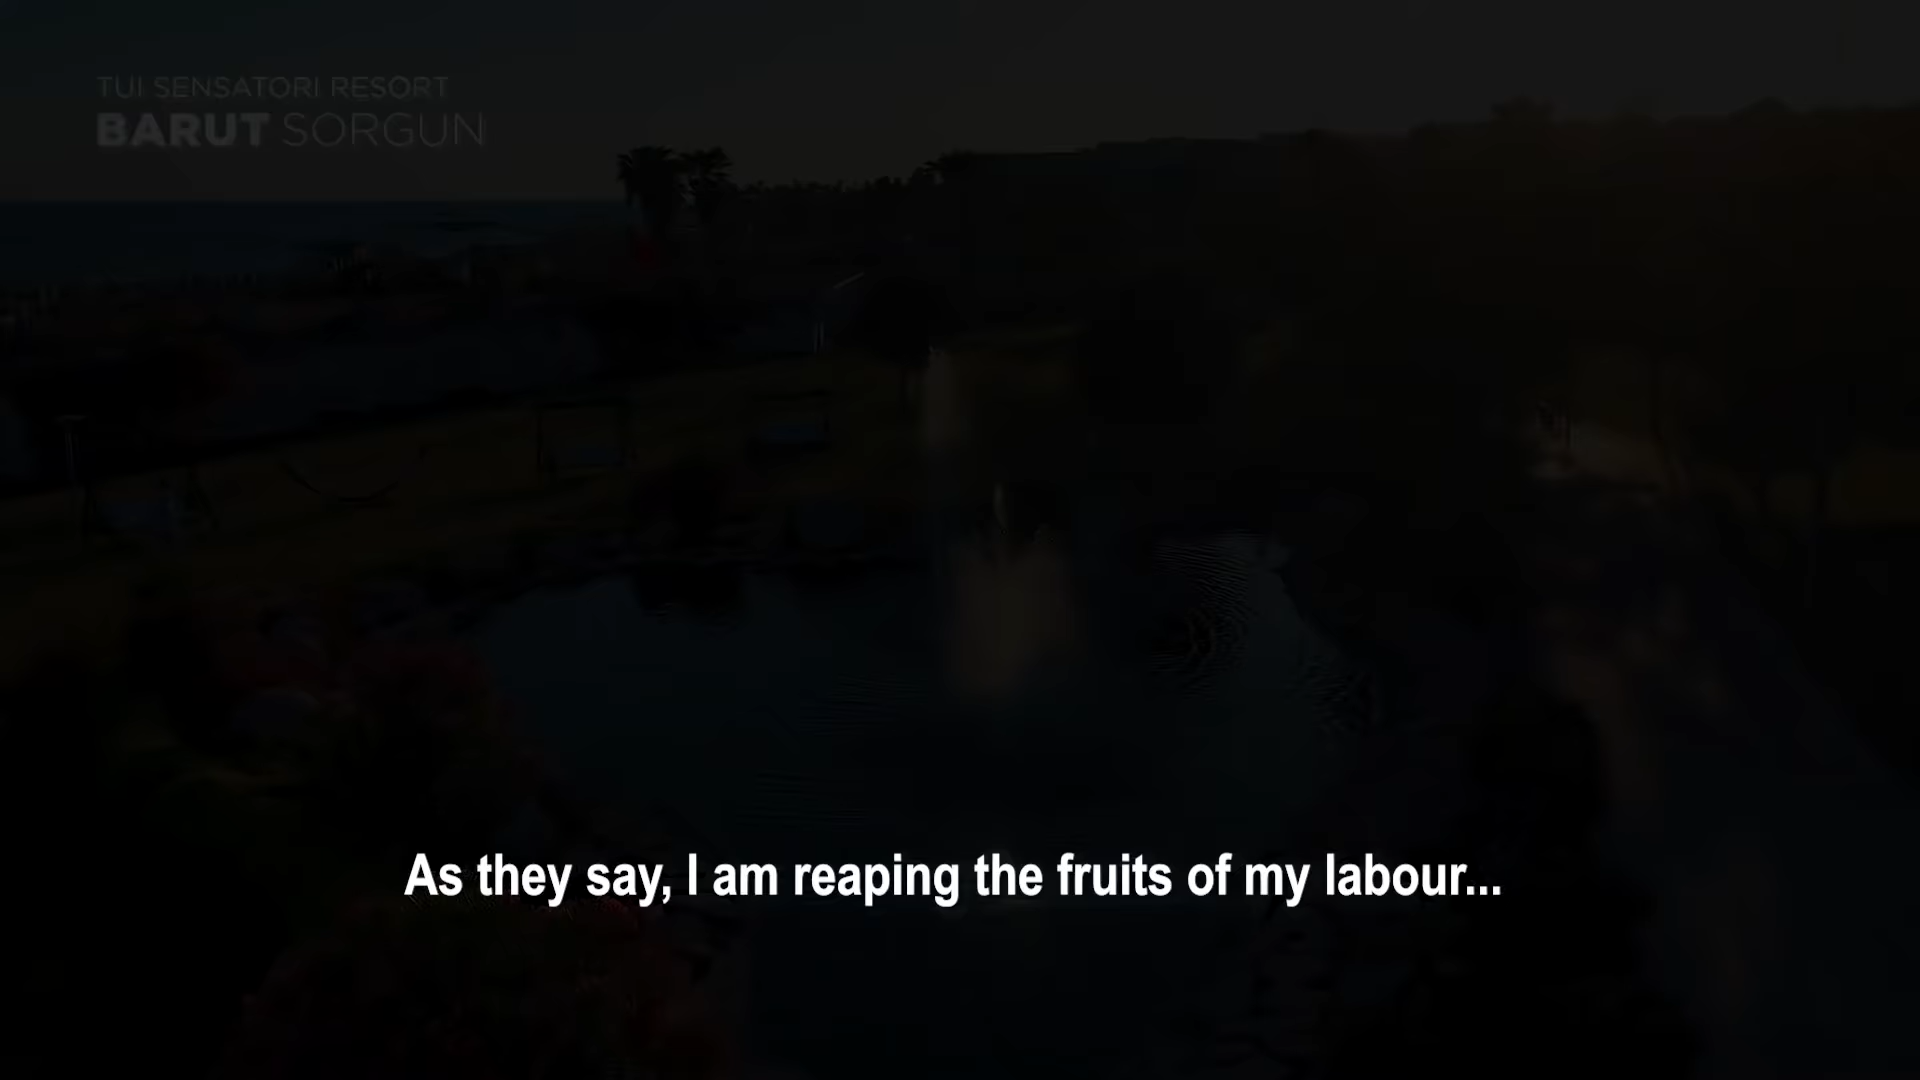 TUI SENSATORI RESORT
BARUT SORGUN
As they say, I am reaping the fruits of my labour...